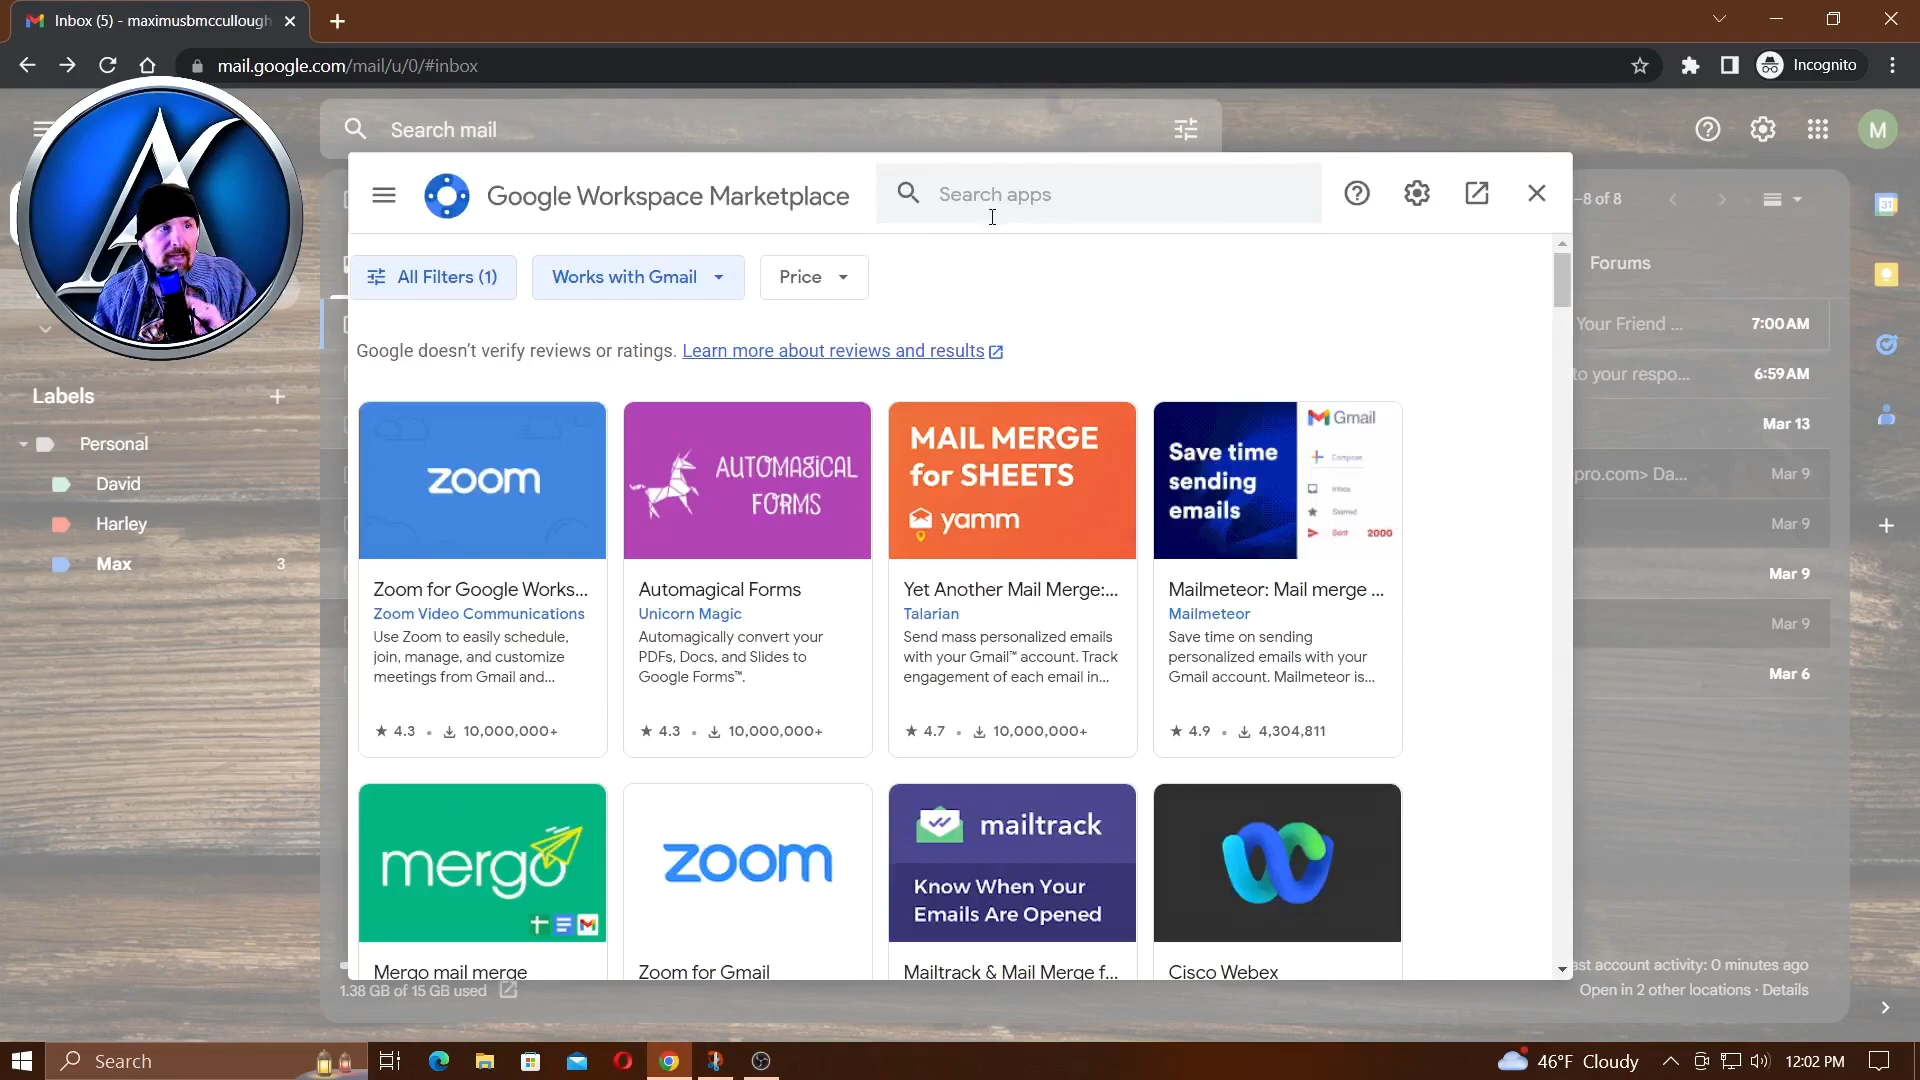 Inbox (5) - maximusbmccullough
mail.google.com/mail/u/0/#inbox
Incognito
Search mail
M
Google Workspace Marketplace
Search apps
–8 of 8
31
All Filters (1)
Works with Gmail
Price
Forums
Google doesn't verify reviews or ratings. Learn more about reviews and results
Your Friend ...
7:00 AM
to your respo...
6:59 AM
Mar 13
pro.com> Da...
Mar 9
Mar 9
Mar 9
Mar 9
Mar 6
Labels
Personal
David
Harley
Max
3
zoom
AUTOMAGICAL
FORMS
MAIL MERGE
for SHEETS
yamm
Save time
sending
emails
Gmail
Compose
Inbox
Starred
Sent
2000
Zoom for Google Works...
Zoom Video Communications
Use Zoom to easily schedule,
join, manage, and customize
meetings from Gmail and...
4.3
10,000,000+
Automagical Forms
Unicorn Magic
Automagically convert your
PDFs, Docs, and Slides to
Google Forms™.
4.3
10,000,000+
Yet Another Mail Merge:...
Talarian
Send mass personalized emails
with your Gmail™ account. Track
engagement of each email in...
4.7
10,000,000+
Mailmeteor: Mail merge ...
Mailmeteor
Save time on sending
personalized emails with your
Gmail account. Mailmeteor is...
4.9
4,304,811
mergo
zoom
mailtrack
Know When Your
Emails Are Opened
Mergo mail merge
Zoom for Gmail
Mailtrack & Mail Merge f...
Cisco Webex
1.38 GB of 15 GB used
ast account activity: 0 minutes ago
Open in 2 other locations · Details
Search
46°F Cloudy
12:02 PM